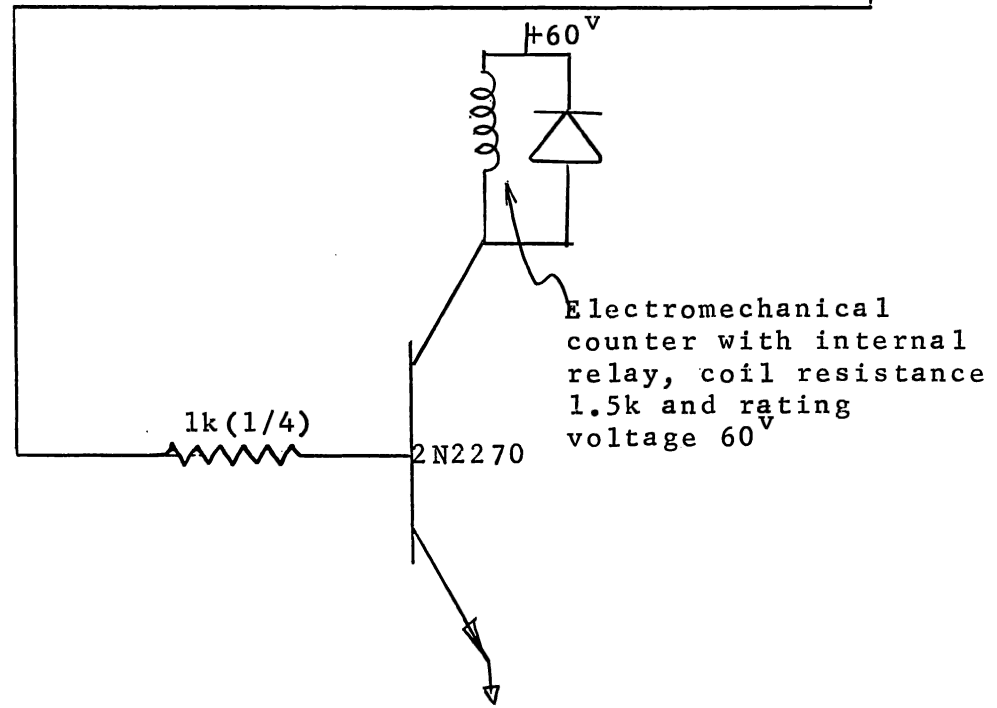 +60V
Electromechanical
counter with internal
relay, coil resistance
1.5k and rating
voltage 60V
1k(1/4)
2N2270